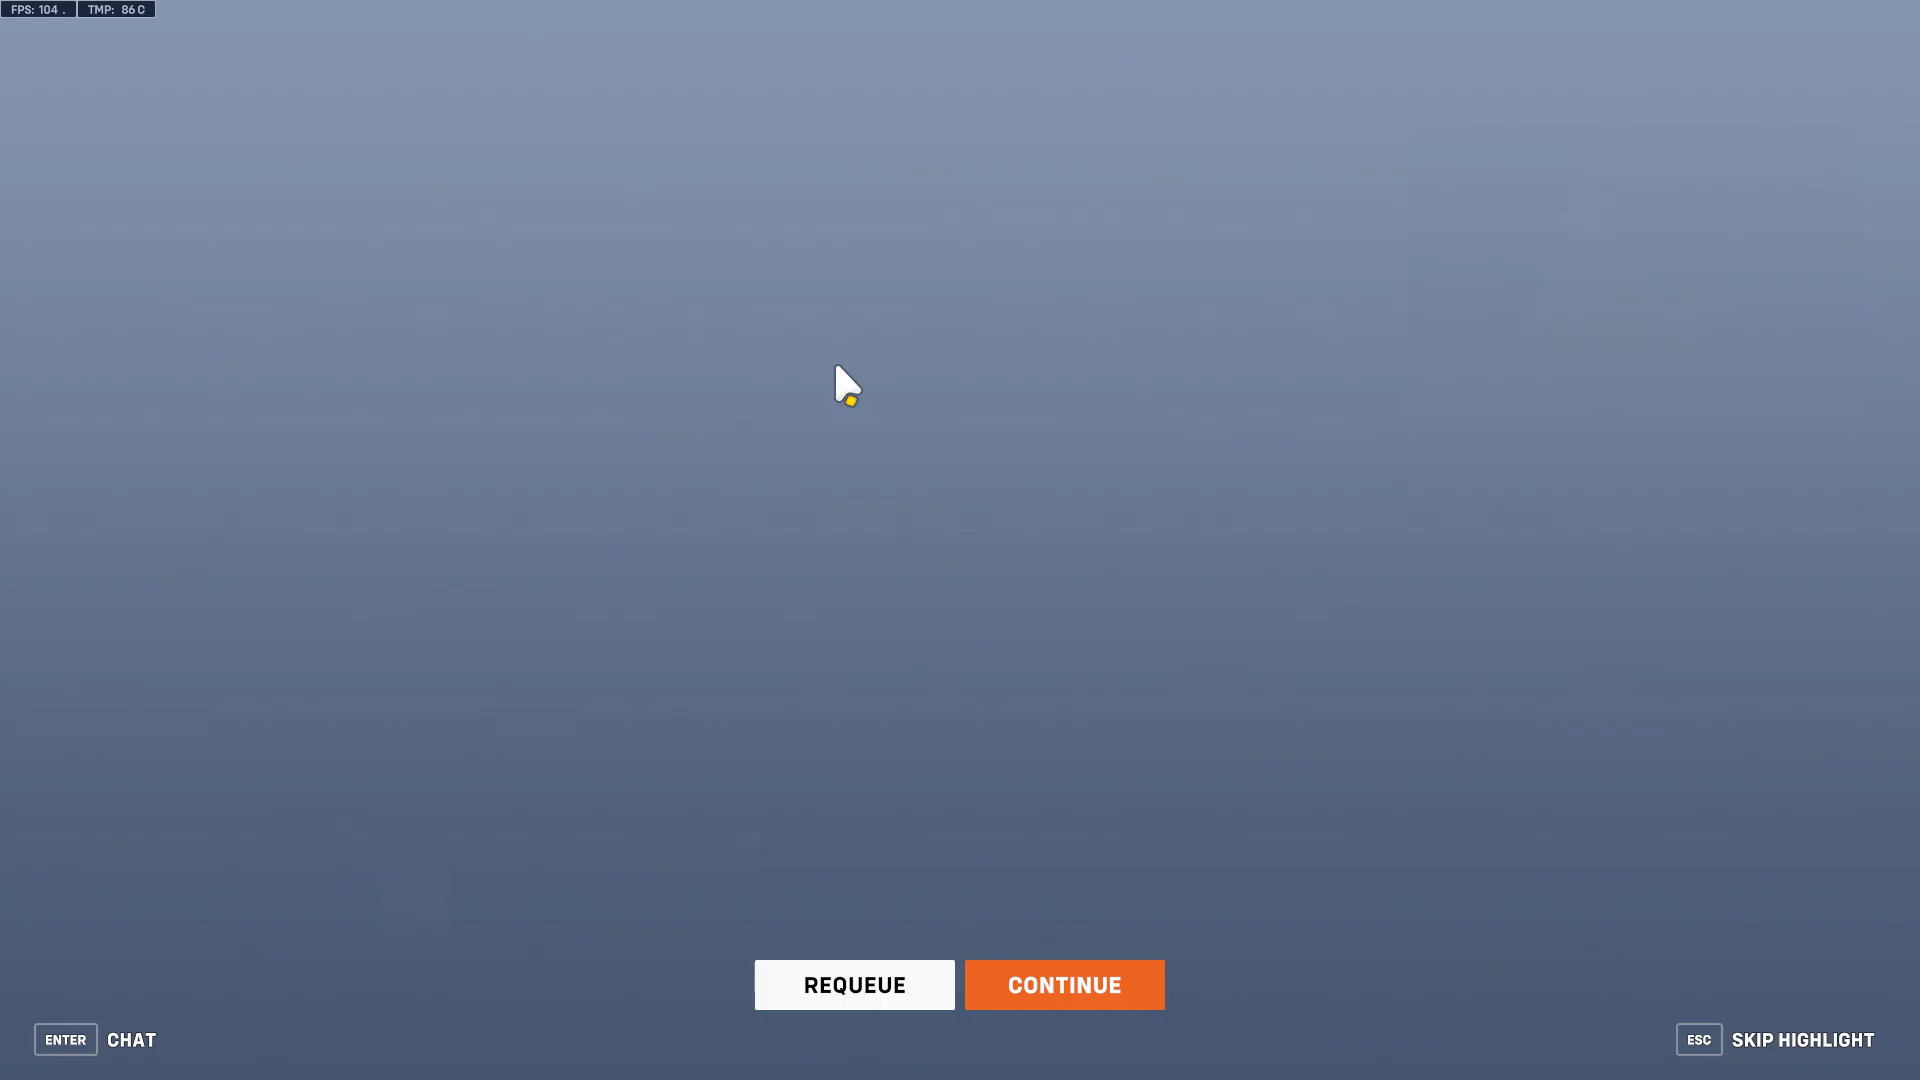 FPS: 104 . TMP: 86 C
REQUEUE CONTINUE
ENTER CHAT ESC SKIP HIGHLIGHT